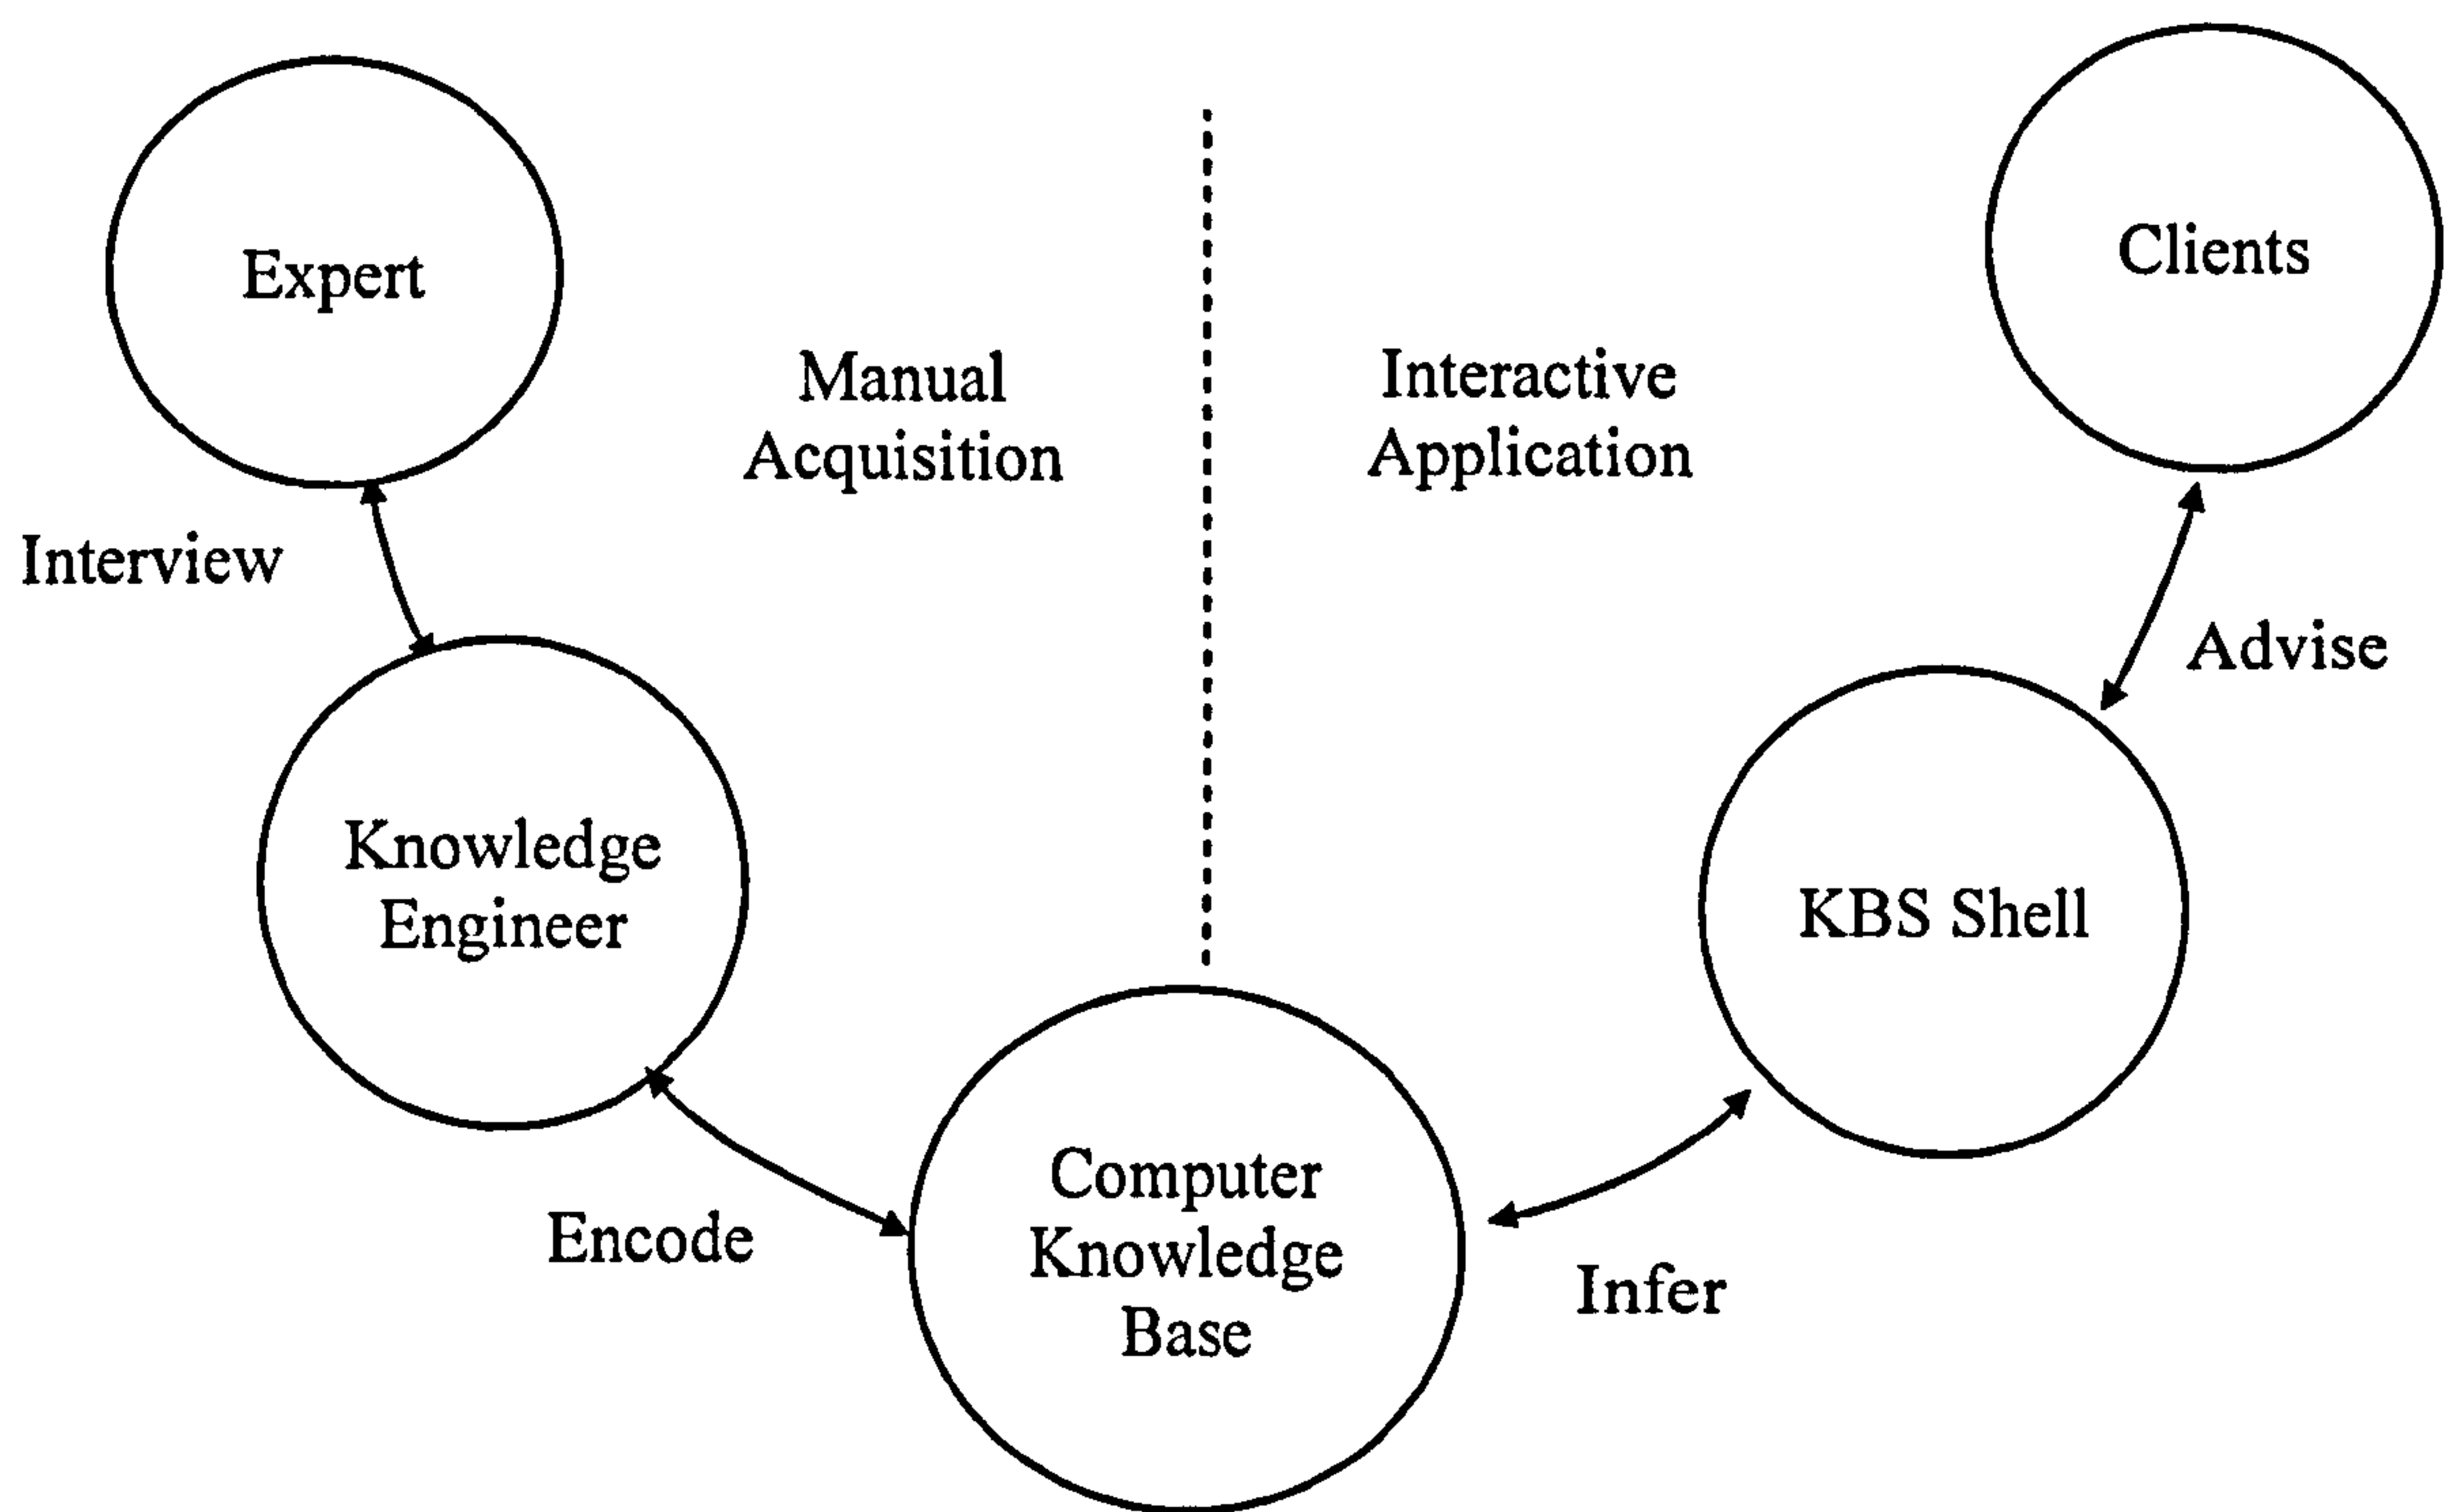 Expert
Clients
Manual
Acquisition
Interactive
Application
Interview
Advise
Knowledge
Engineer
KBS Shell
Encode
Computer
Knowledge
Base
Infer